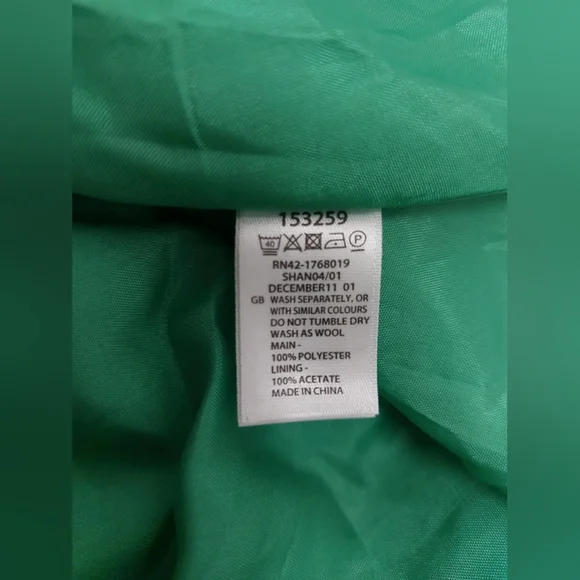 153259
40 P
RN42-1768019
SHAN04/01
DECEMBER11 01
GB WASH SEPARATELY, OR
WITH SIMILAR COLOURS
DO NOT TUMBLE DRY
WASH AS WOOL
MAIN -
100% POLYESTER
LINING -
100% ACETATE
MADE IN CHINA